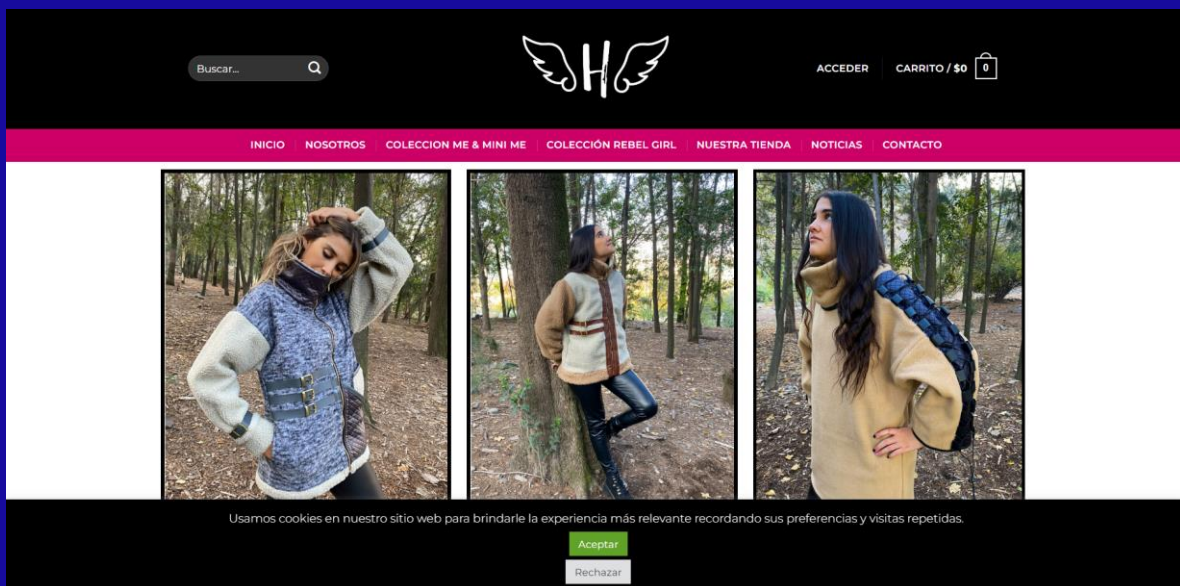 Buscar...
H
ACCEDER
CARRITO / $0
0
INICIO
NOSOTROS
COLECCION ME & MINI ME
COLECCIÓN REBEL GIRL
NUESTRA TIENDA
NOTICIAS
CONTACTO
Usamos cookies en nuestro sitio web para brindarle la experiencia más relevante recordando sus preferencias y visitas repetidas.
Aceptar
Rechazar